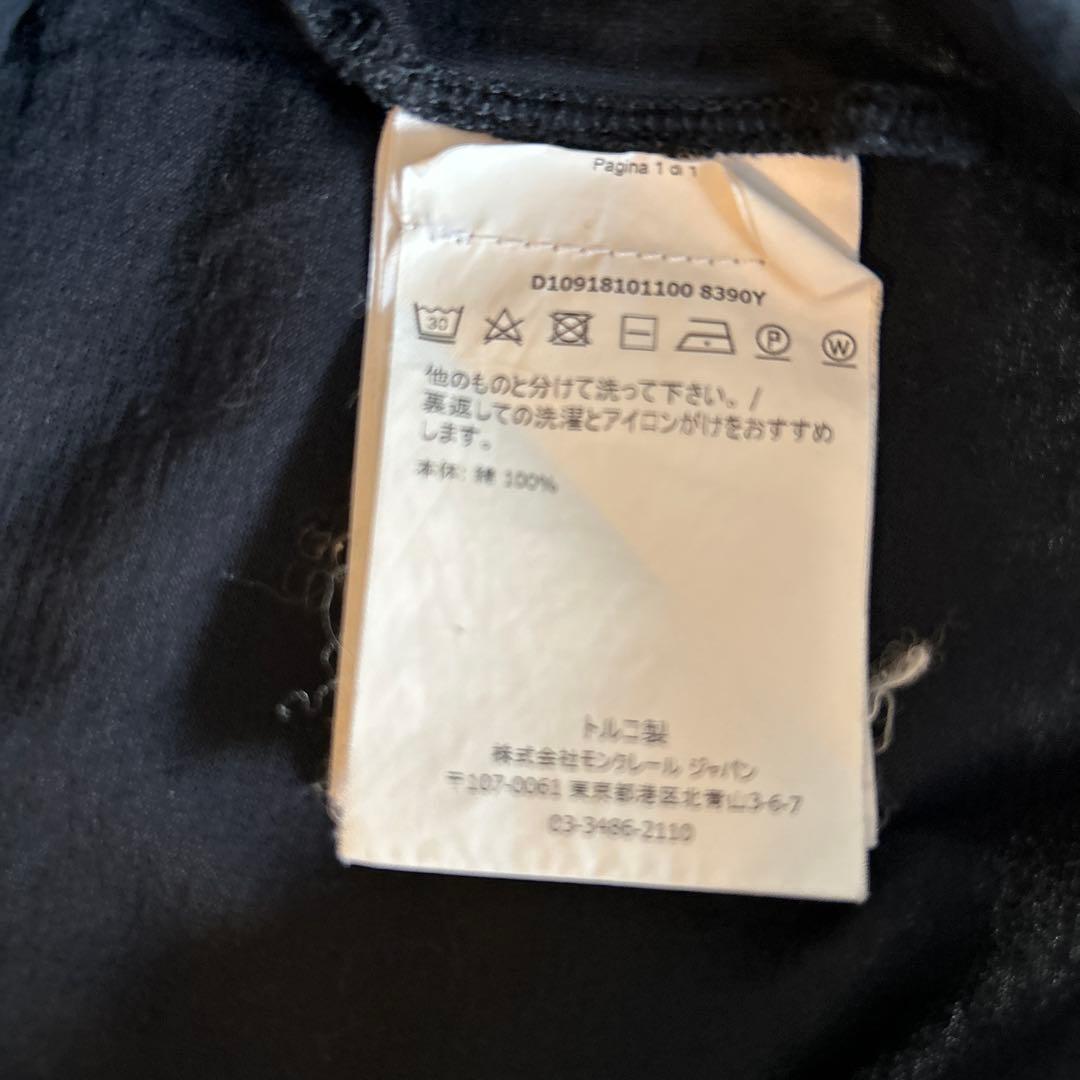 Pagina 1 di 1
D10918101100 8390Y
30 P W
他のものと分けて洗って下さい。/
裏返しての洗濯とアイロンがけをおすすめ
します。
本体: 綿 100%
トルコ製
株式会社モンクレール ジャパン
〒107-0061 東京都港区北青山3-6-7
03-3486-2110